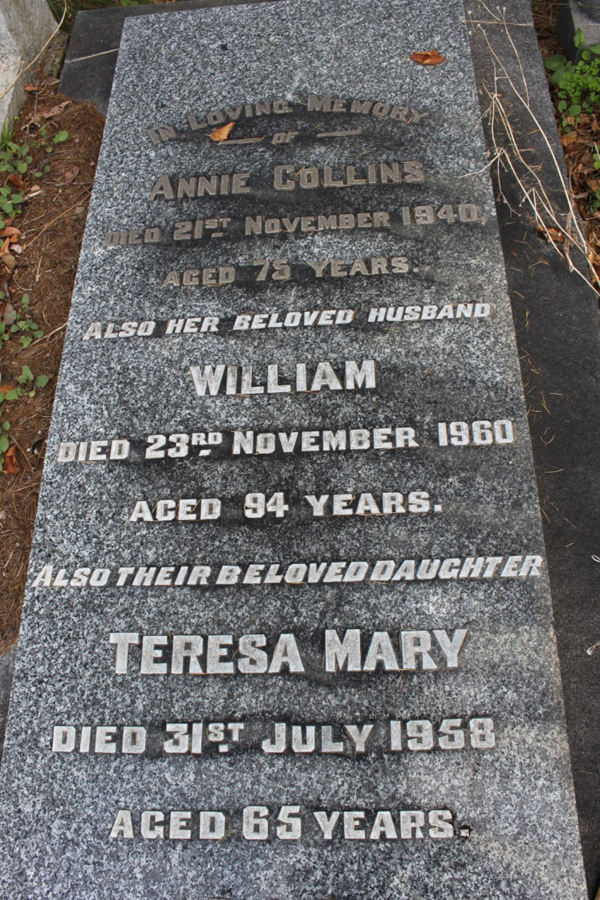 IN LOVING MEMORY
OF
ANNIE COLLINS
DIED 21ST NOVEMBER 1940,
AGED 75 YEARS.
ALSO HER BELOVED HUSBAND
WILLIAM
DIED 23RD NOVEMBER 1960
AGED 94 YEARS.
ALSO THEIR BELOVED DAUGHTER
TERESA MARY
DIED 31ST JULY 1958
AGED 65 YEARS.